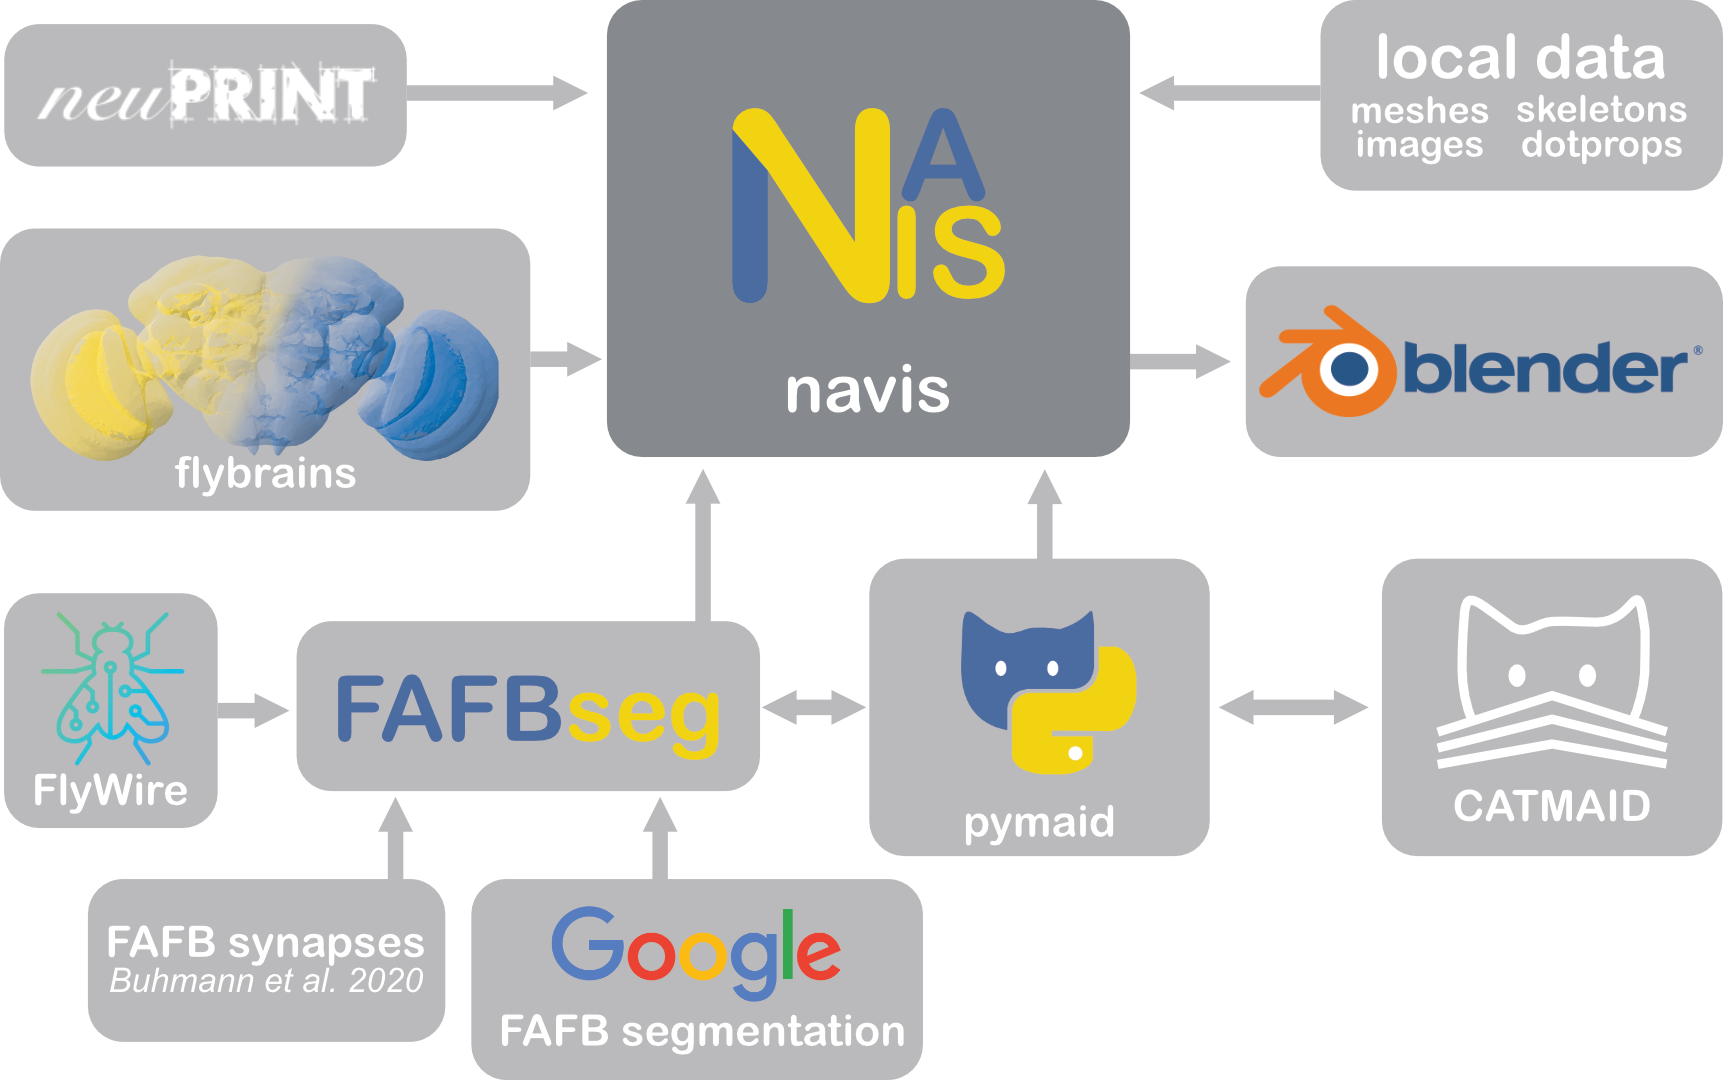 neuPRINT
NAViS
navis
local data
meshes skeletons
images dotprops
flybrains
blender®
FlyWire
FAFBseg
pymaid
CATMAID
FAFB synapses
Buhmann et al. 2020
Google
FAFB segmentation